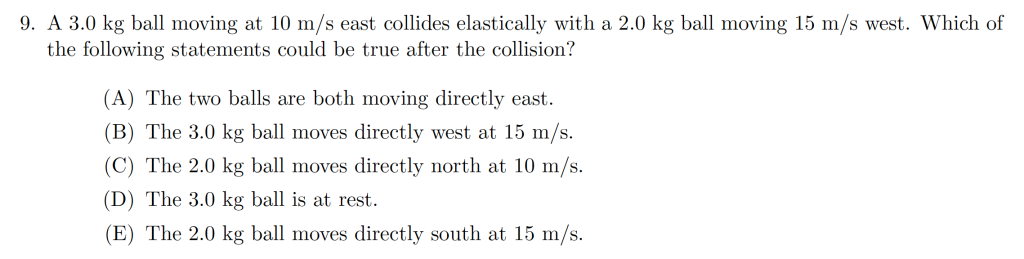 9. A 3.0 kg ball moving at 10 m/s east collides elastically with a 2.0 kg ball moving 15 m/s west. Which of
the following statements could be true after the collision?
(A) The two balls are both moving directly east.
(B) The 3.0 kg ball moves directly west at 15 m/s.
(C) The 2.0 kg ball moves directly north at 10 m/s.
(D) The 3.0 kg ball is at rest.
(E) The 2.0 kg ball moves directly south at 15 m/s.